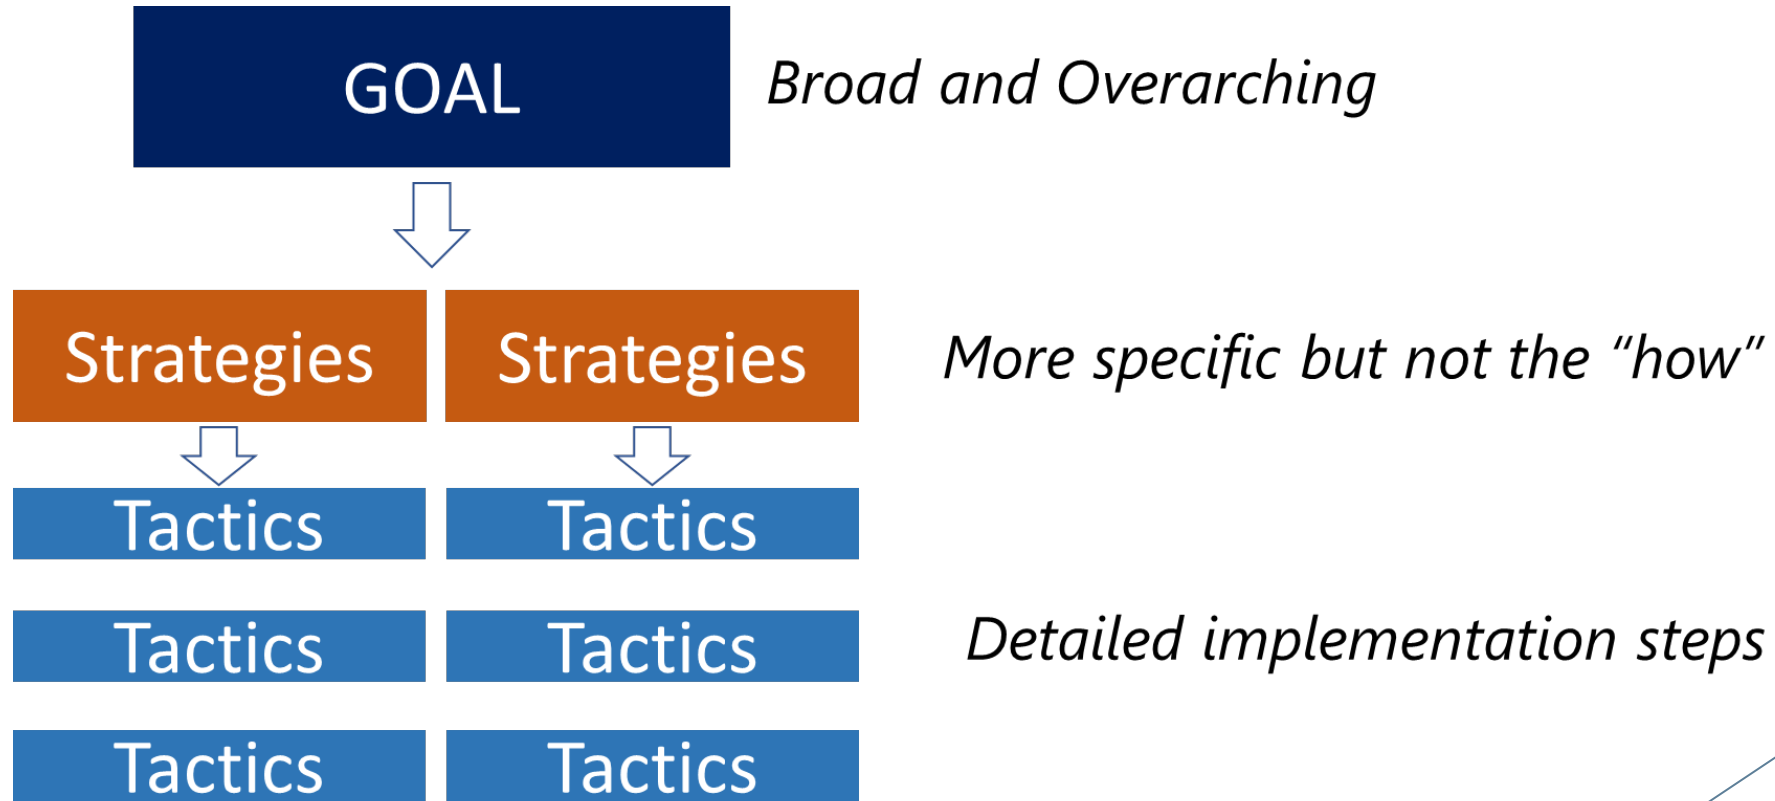 GOAL
Broad and Overarching
Strategies
Strategies
More specific but not the “how”
Tactics
Tactics
Tactics
Tactics
Detailed implementation steps
Tactics
Tactics